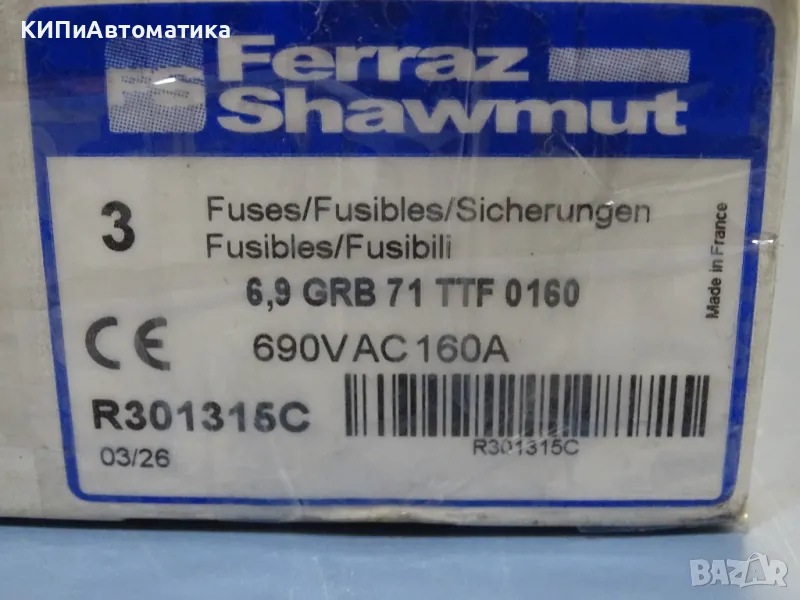 КИПиАвтоматика
Ferraz
Shawmut
3
Fuses/Fusibles/Sicherungen
Fusibles/Fusibili
6,9 GRB 71 TTF 0160
690VAC160A
CE
R301315C
R301315C
03/26
Made in France
BAZAR